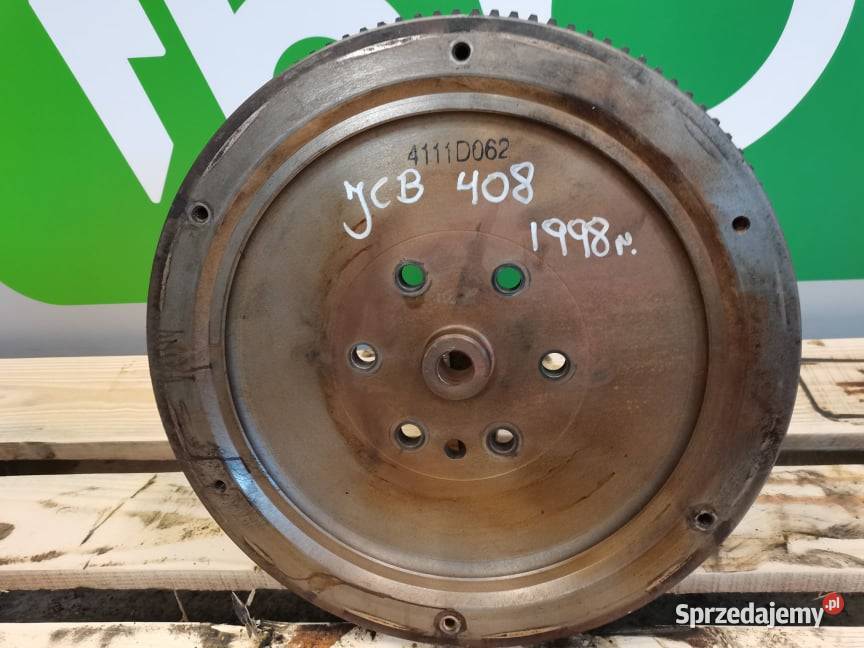 4111D062
JCB 408
1998r.
Sprzedajemy.pl